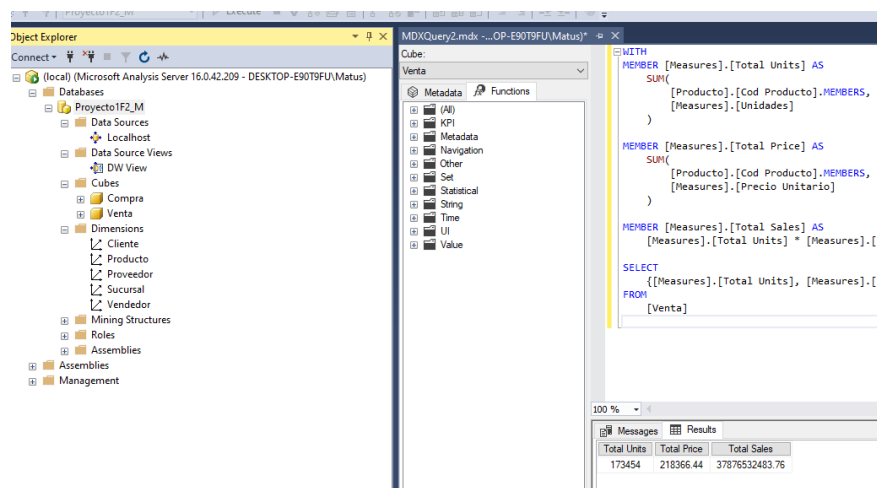 Proyecto1F2_M
Execute
Object Explorer
Connect
(local) (Microsoft Analysis Server 16.0.42.209 - DESKTOP-E90T9FU\Matus)
Databases
Proyecto1F2_M
Data Sources
Localhost
Data Source Views
DW View
Cubes
Compra
Venta
Dimensions
Cliente
Producto
Proveedor
Sucursal
Vendedor
Mining Structures
Roles
Assemblies
Assemblies
Management
MDXQuery2.mdx -...OP-E90T9FU\Matus)*
Cube:
Venta
Metadata Functions
(All)
KPI
Metadata
Navigation
Other
Set
Statistical
String
Time
UI
Value
WITH
MEMBER [Measures].[Total Units] AS
SUM(
[Producto].[Cod Producto].MEMBERS,
[Measures].[Unidades]
)
MEMBER [Measures].[Total Price] AS
SUM(
[Producto].[Cod Producto].MEMBERS,
[Measures].[Precio Unitario]
)
MEMBER [Measures].[Total Sales] AS
[Measures].[Total Units] * [Measures].[
SELECT
{[Measures].[Total Units], [Measures].[
FROM
[Venta]
100 %
Messages Results
Total Units Total Price Total Sales
173454 218366.44 37876532483.76